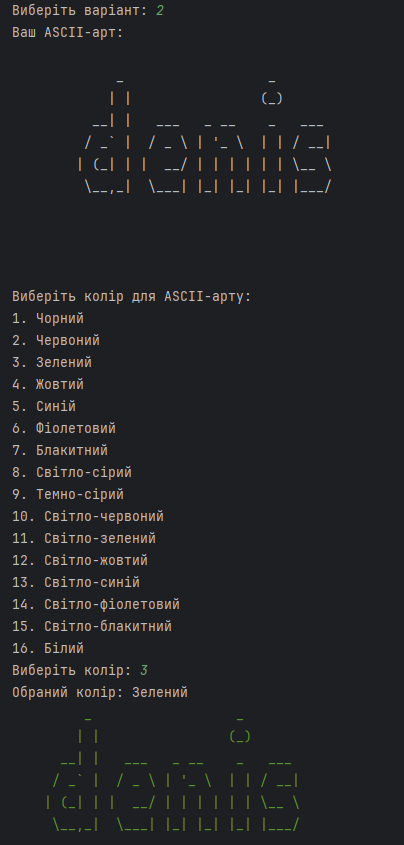 Виберіть варіант: 2
Ваш ASCII-арт:
             _                  _
            | |                (_)
          __| |   ___   _ __    _   ___
         / _` |  / _ \ | '_ \  | | / __|
        | (_| | |  __/ | | | | | | \__ \
         \__,_|  \___| |_| |_| |_| |___/
Виберіть колір для ASCII-арту:
1. Чорний
2. Червоний
3. Зелений
4. Жовтий
5. Синій
6. Фіолетовий
7. Блакитний
8. Світло-сірий
9. Темно-сірий
10. Світло-червоний
11. Світло-зелений
12. Світло-жовтий
13. Світло-синій
14. Світло-фіолетовий
15. Світло-блакитний
16. Білий
Виберіть колір: 3
Обраний колір: Зелений
         _                  _
        | |                (_)
      __| |   ___   _ __    _   ___
     / _` |  / _ \ | '_ \  | | / __|
    | (_| | |  __/ | | | | | | \__ \
     \__,_|  \___| |_| |_| |_| |___/